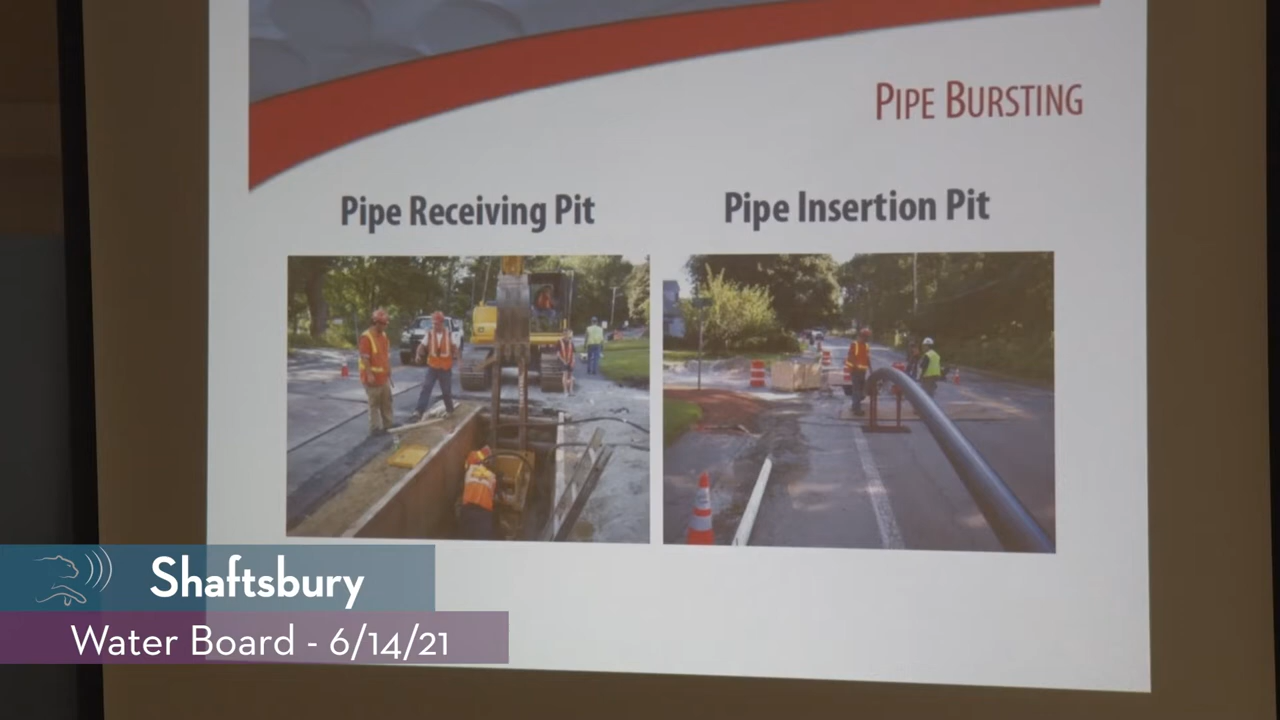 PIPE BURSTING
Pipe Receiving Pit
Pipe Insertion Pit
Shaftsbury
Water Board - 6/14/21